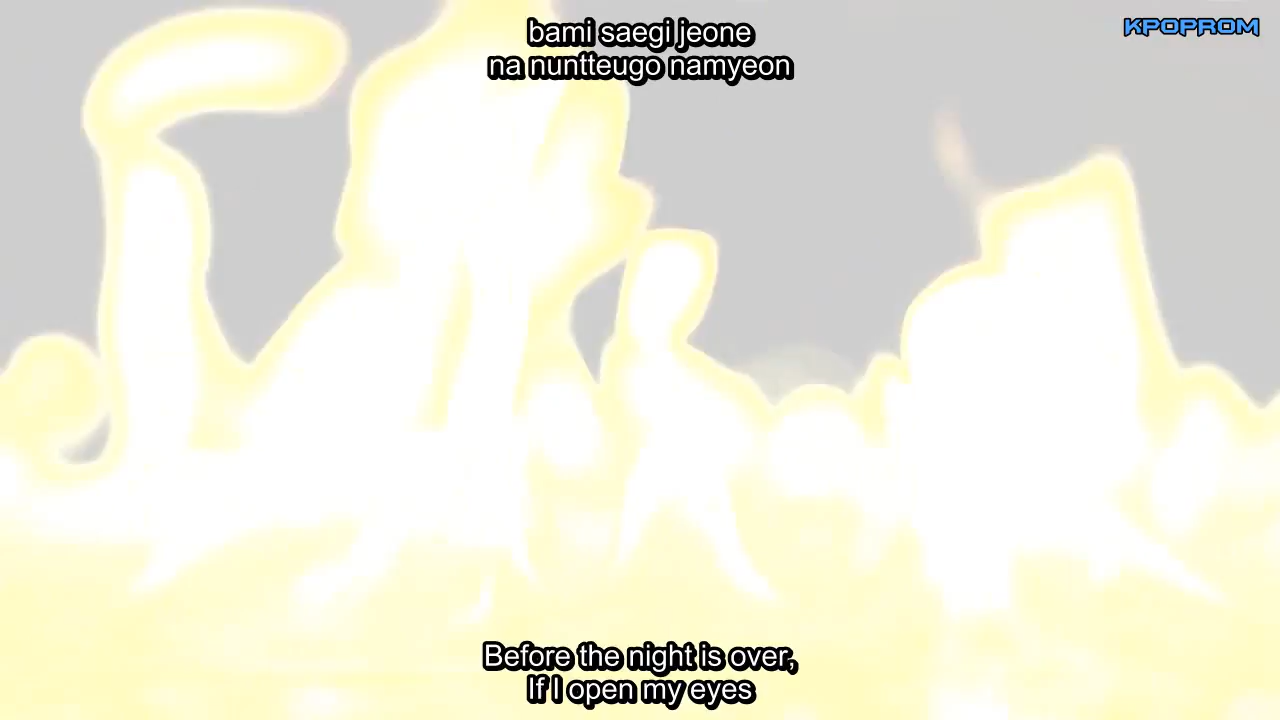 bami saegi jeone
na nuntteugo namyeon
KPOPROM
Before the night is over,
If I open my eyes